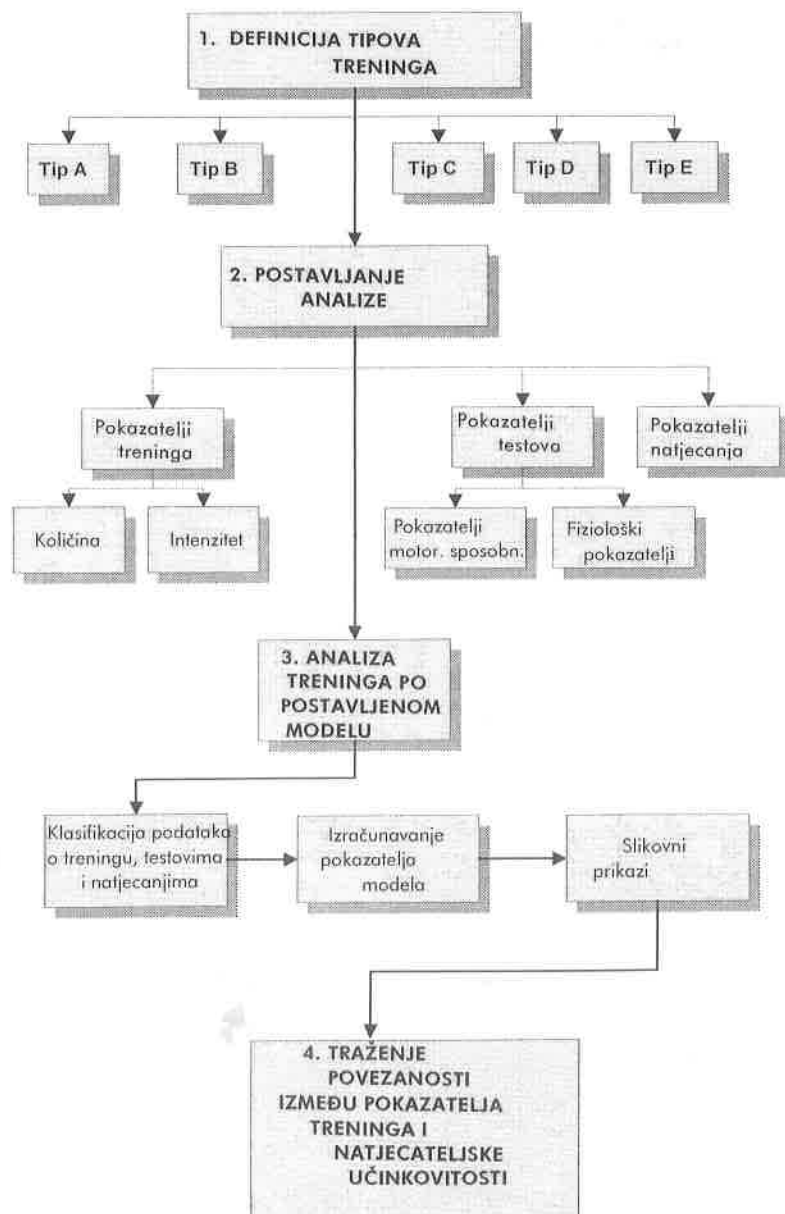 1. DEFINICIJA TIPOVA
TRENINGA
Tip A
Tip B
Tip C
Tip D
Tip E
2. POSTAVLJANJE
ANALIZE
Pokazatelji
treninga
Pokazatelji
testova
Pokazatelji
natjecanja
Količina
Intenzitet
Pokazatelji
motor. sposobn.
Fiziološki
pokazatelji
3. ANALIZA
TRENINGA PO
POSTAVLJENOM
MODELU
Klasifikacija podataka
o treningu, testovima
i natjecanjima
Izračunavanje
pokazatelja
modela
Slikovni
prikazi
4. TRAŽENJE
POVEZANOSTI
IZMEĐU POKAZATELJA
TRENINGA I
NATJECATELJSKE
UČINKOVITOSTI